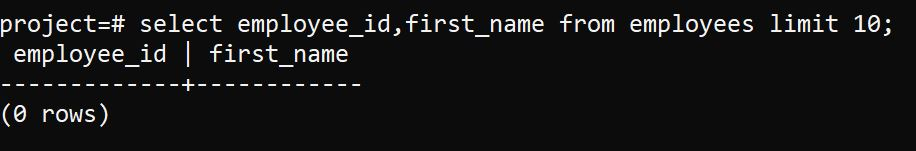 project=# select employee_id,first_name from employees limit 10;
 employee_id | first_name
-------------+------------
(0 rows)